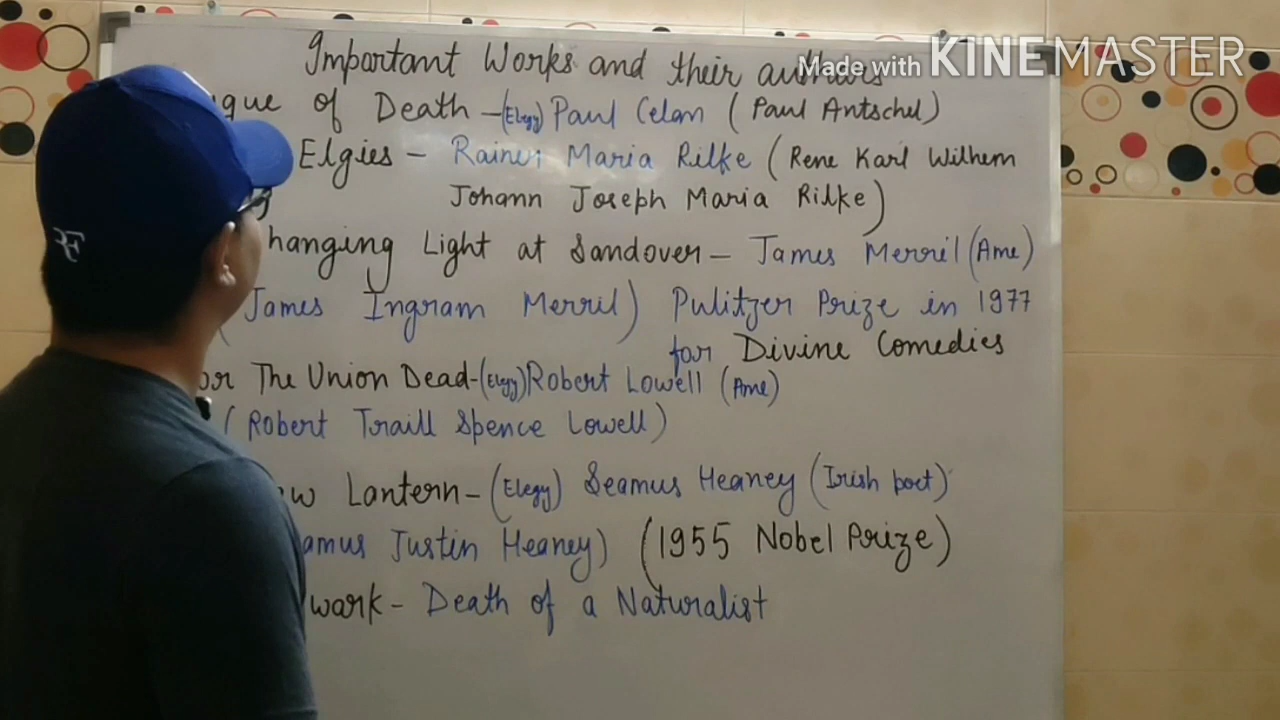 Important Works and their authors
Made with KINEMASTER
gue of Death - (Elegy) Paul Celan (Paul Antschel)
Elgies - Rainer Maria Rilke (Rene Karl Wilhem
Johann Joseph Maria Rilke)
hanging Light at Sandover - James Merril (Ame)
(James Ingram Merril) Pulitzer Prize in 1977
for Divine Comedies
or The Union Dead - (Elegy) Robert Lowell (Ame)
(Robert Traill Spence Lowell)
aw Lantern - (Elegy) Seamus Heaney (Irish poet)
amus Justin Heaney) (1955 Nobel Prize)
wark - Death of a Naturalist
RF